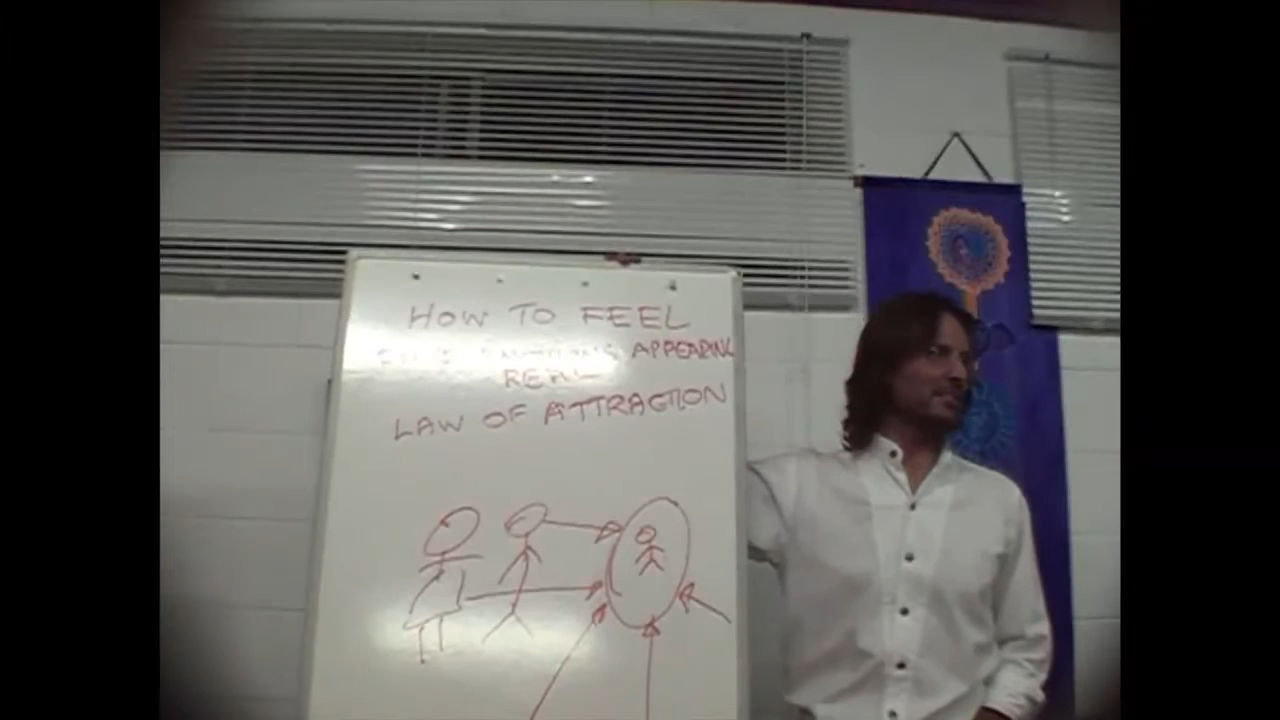 HOW TO FEEL
APPEARING
REAL
LAW OF ATTRACTION